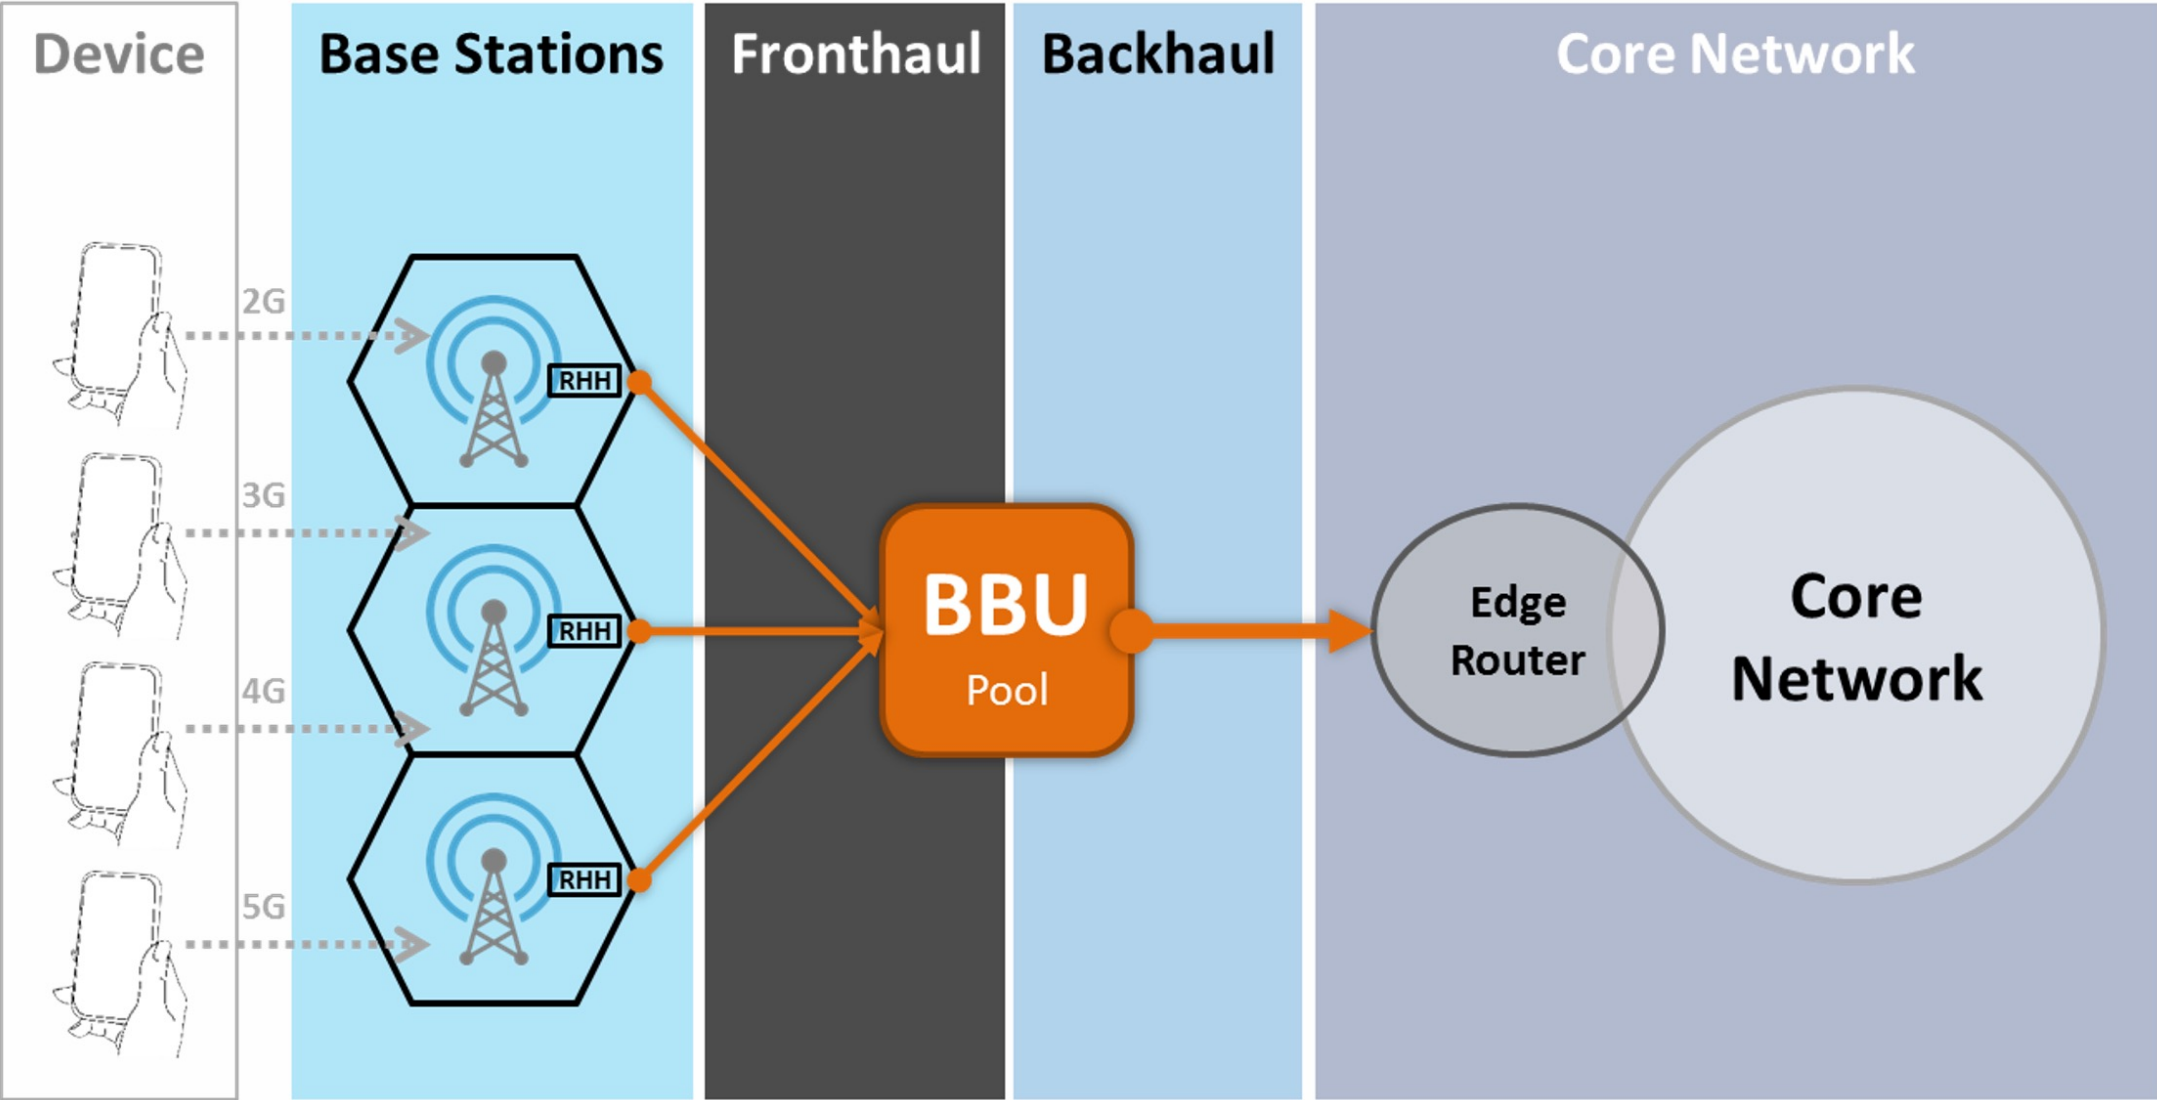 Device
Base Stations
Fronthaul
Backhaul
Core Network
2G
3G
4G
5G
RHH
RHH
RHH
BBU
Pool
Edge
Router
Core
Network